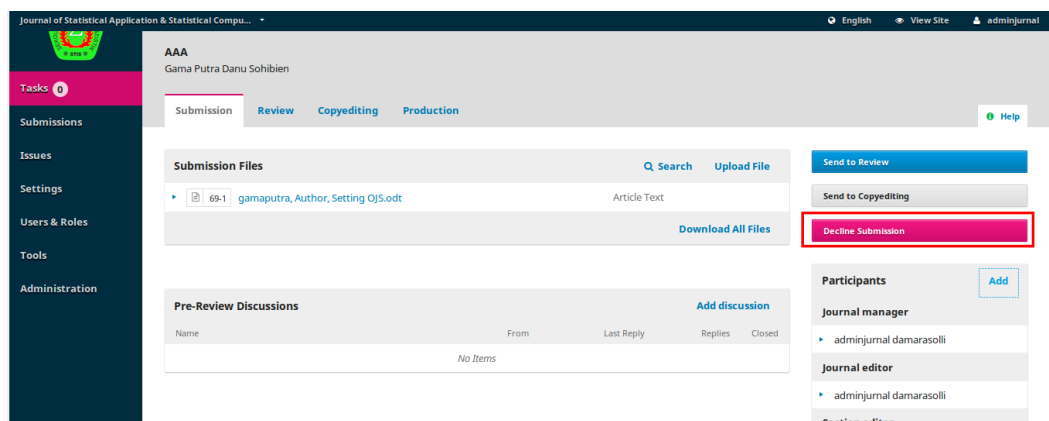 Journal of Statistical Application & Statistical Compu...
English
View Site
adminjurnal
STIS
AAA
Gama Putra Danu Sohibien
Tasks 0
Submissions
Issues
Settings
Users & Roles
Tools
Administration
Submission
Review
Copyediting
Production
Help
Submission Files
Search
Upload File
69-1
gamaputra, Author, Setting OJS.odt
Article Text
Download All Files
Pre-Review Discussions
Add discussion
Name
From
Last Reply
Replies
Closed
No Items
Send to Review
Send to Copyediting
Decline Submission
Participants
Add
Journal manager
adminjurnal damarasolli
Journal editor
adminjurnal damarasolli